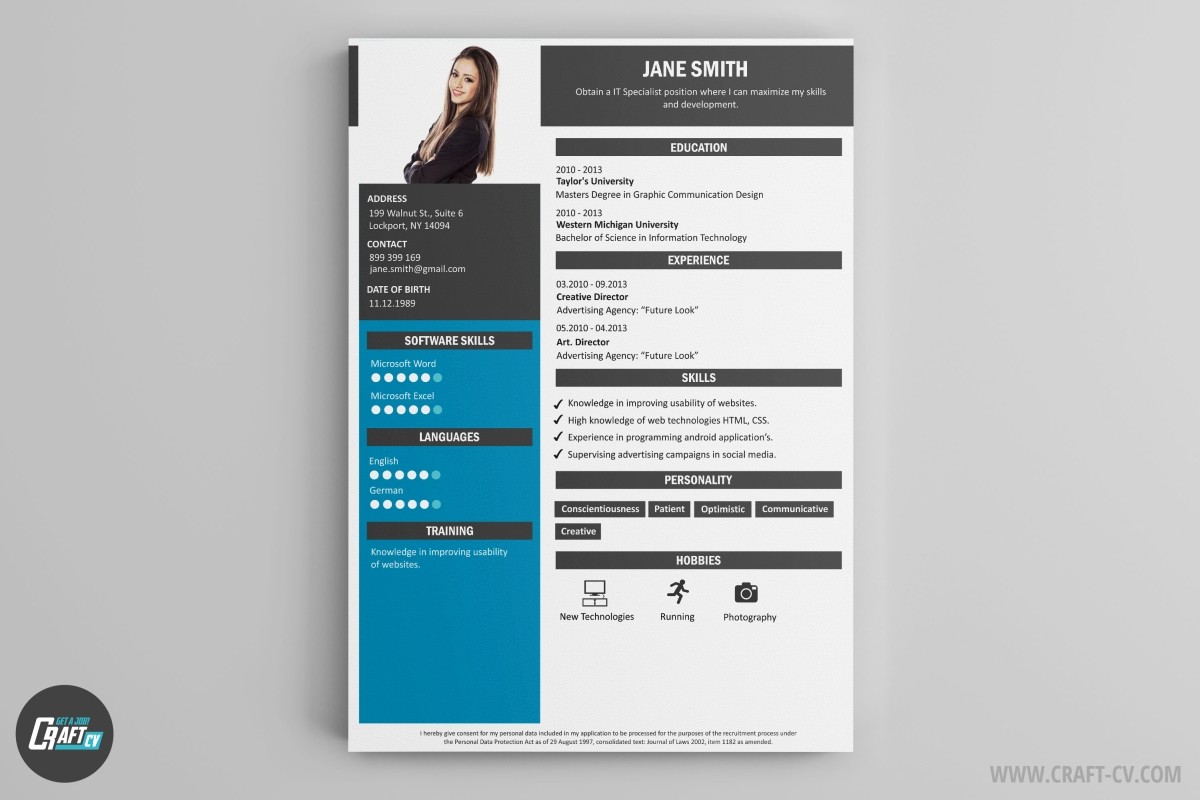 JANE SMITH
Obtain a IT Specialist position where I can maximize my skills
and development.
ADDRESS
199 Walnut St., Suite 6
Lockport, NY 14094
CONTACT
899 399 169
jane.smith@gmail.com
DATE OF BIRTH
11.12.1989
SOFTWARE SKILLS
Microsoft Word
Microsoft Excel
LANGUAGES
English
German
TRAINING
Knowledge in improving usability
of websites.
EDUCATION
2010 - 2013
Taylor's University
Masters Degree in Graphic Communication Design
2010 - 2013
Western Michigan University
Bachelor of Science in Information Technology
EXPERIENCE
03.2010 - 09.2013
Creative Director
Advertising Agency: “Future Look”
05.2010 - 04.2013
Art. Director
Advertising Agency: “Future Look”
SKILLS
Knowledge in improving usability of websites.
High knowledge of web technologies HTML, CSS.
Experience in programming android application's.
Supervising advertising campaigns in social media.
PERSONALITY
Conscientiousness Patient Optimistic Communicative
Creative
HOBBIES
New Technologies Running Photography
I hereby give consent for my personal data included in my application to be processed for the purposes of the recruitment process under
the Personal Data Protection Act as of 29 August 1997, consolidated text: Journal of Laws 2002, item 1182 as amended.
GET A JOB!
CRAFT CV
WWW.CRAFT-CV.COM